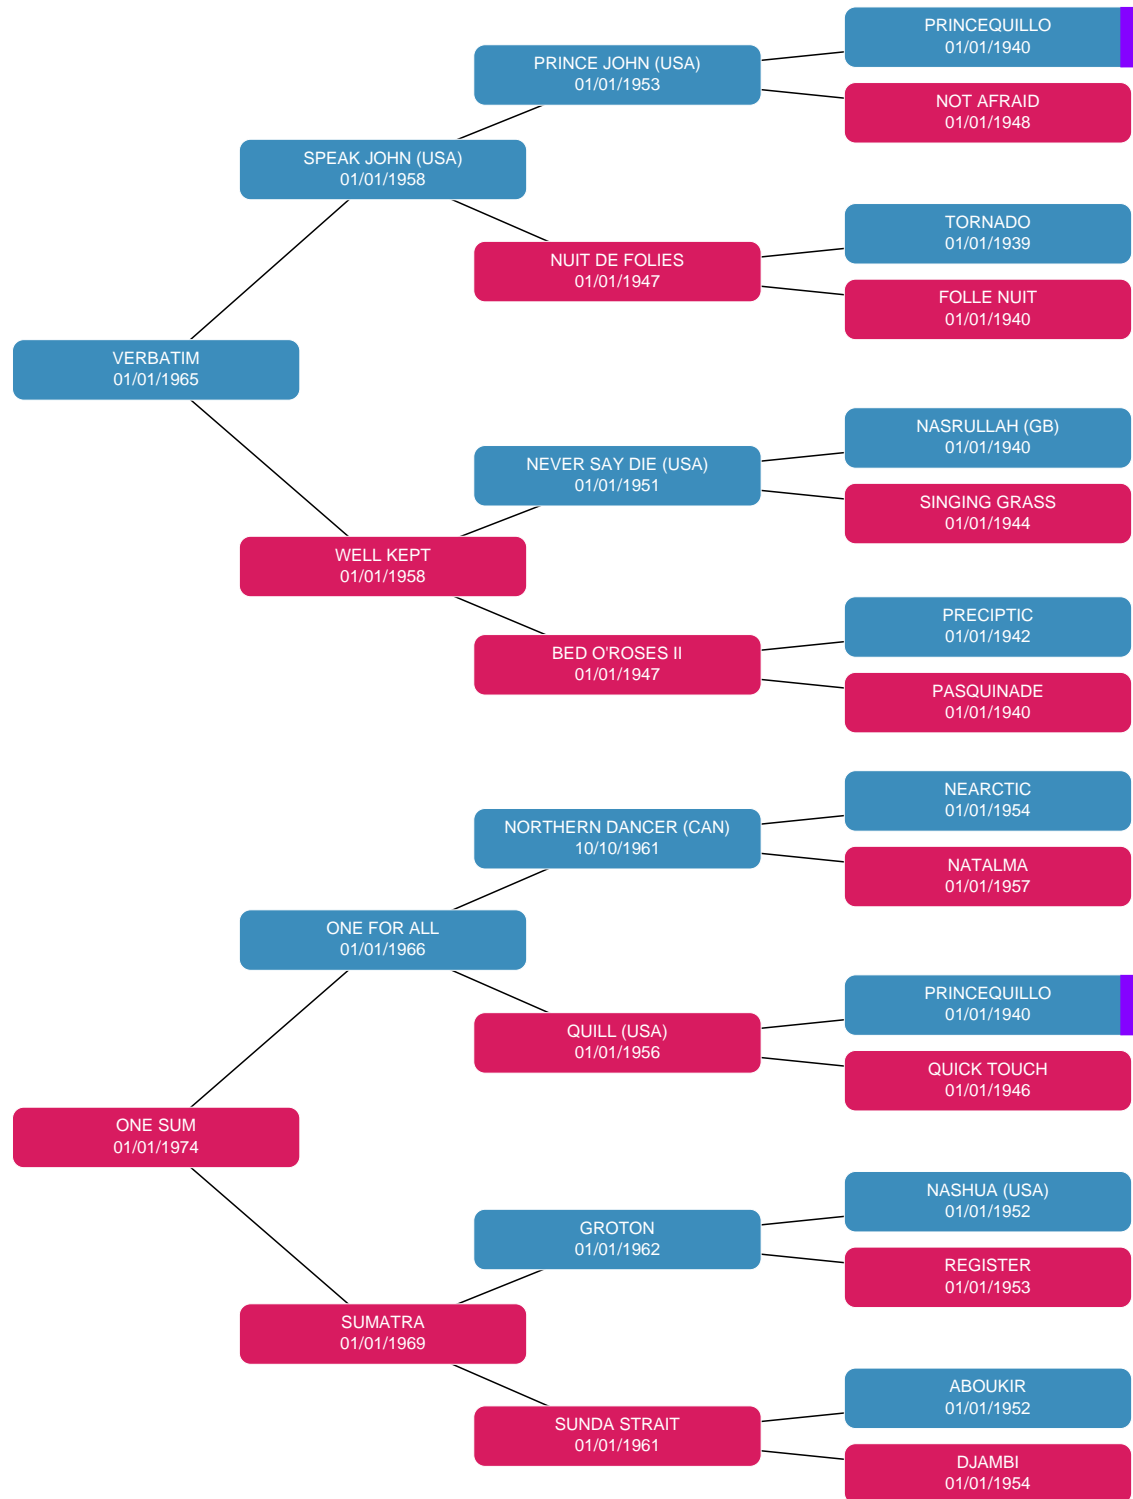 PRINCEQUILLO
01/01/1940
PRINCE JOHN (USA)
01/01/1953
NOT AFRAID
01/01/1948
SPEAK JOHN (USA)
01/01/1958
TORNADO
01/01/1939
NUIT DE FOLIES
01/01/1947
FOLLE NUIT
01/01/1940
VERBATIM
01/01/1965
NASRULLAH (GB)
01/01/1940
NEVER SAY DIE (USA)
01/01/1951
SINGING GRASS
01/01/1944
WELL KEPT
01/01/1958
PRECIPTIC
01/01/1942
BED O'ROSES II
01/01/1947
PASQUINADE
01/01/1940
NEARCTIC
01/01/1954
NORTHERN DANCER (CAN)
10/10/1961
NATALMA
01/01/1957
ONE FOR ALL
01/01/1966
PRINCEQUILLO
01/01/1940
QUILL (USA)
01/01/1956
QUICK TOUCH
01/01/1946
ONE SUM
01/01/1974
NASHUA (USA)
01/01/1952
GROTON
01/01/1962
REGISTER
01/01/1953
SUMATRA
01/01/1969
ABOUKIR
01/01/1952
SUNDA STRAIT
01/01/1961
DJAMBI
01/01/1954